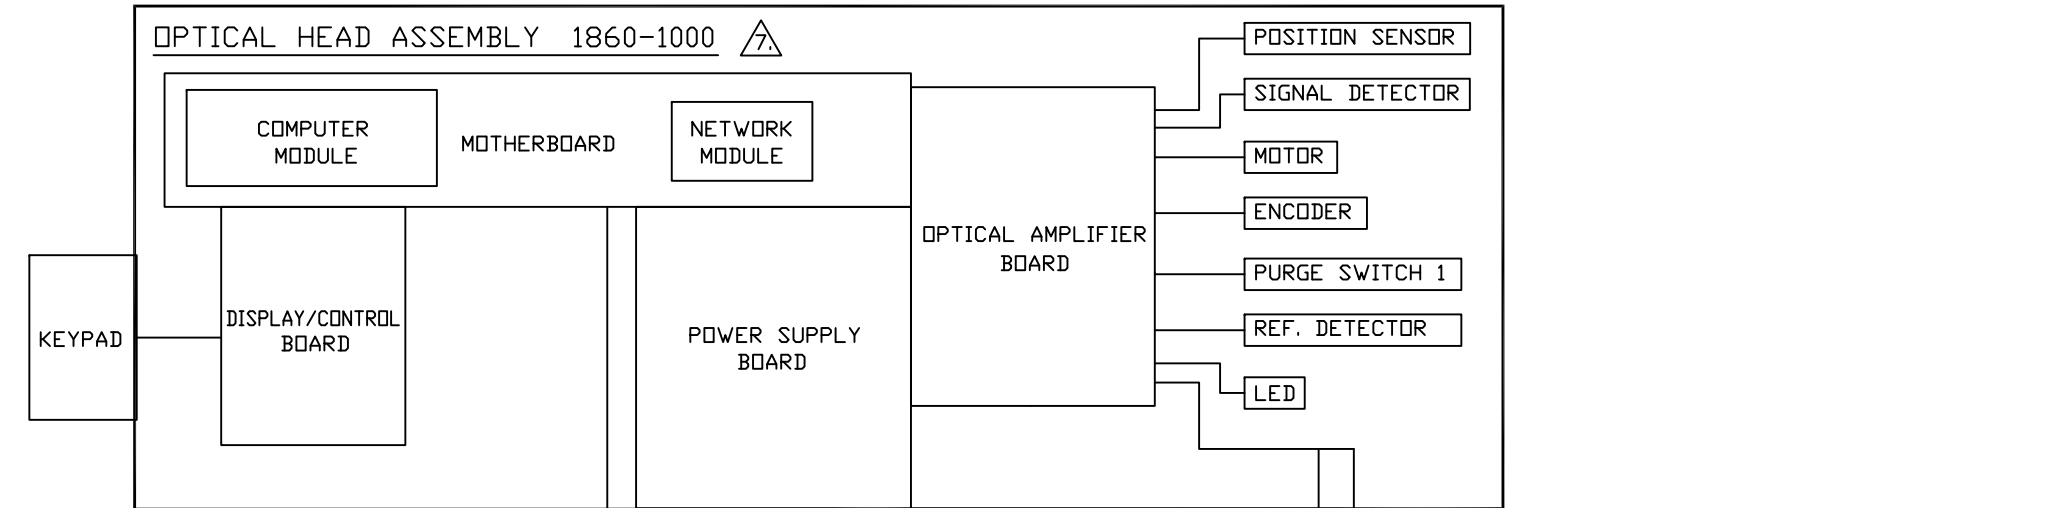 OPTICAL HEAD ASSEMBLY 1860-1000
7.
POSITION SENSOR
SIGNAL DETECTOR
COMPUTER
MODULE
MOTHERBOARD
NETWORK
MODULE
MOTOR
ENCODER
OPTICAL AMPLIFIER
BOARD
PURGE SWITCH 1
KEYPAD
DISPLAY/CONTROL
BOARD
POWER SUPPLY
BOARD
REF. DETECTOR
LED